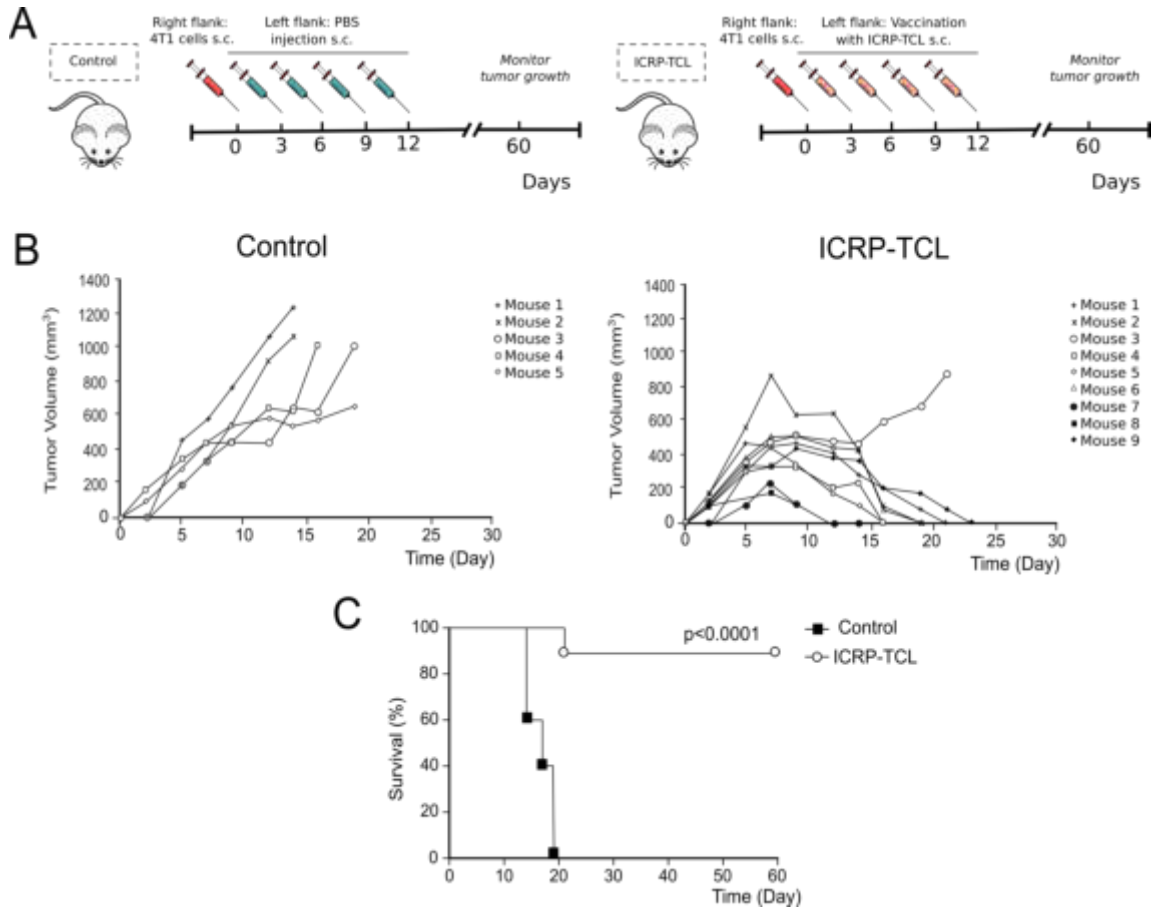 A
Right flank:
4T1 cells s.c.
Left flank: PBS
injection s.c.
Control
Monitor
tumor growth
0 3 6 9 12 60
Days
Right flank:
4T1 cells s.c.
Left flank: Vaccination
with ICRP-TCL s.c.
ICRP-TCL
Monitor
tumor growth
0 3 6 9 12 60
Days
B
Control
Tumor Volume (mm³)
1400
1200
1000
800
600
400
200
0
0 5 10 15 20 25 30
Time (Day)
Mouse 1
Mouse 2
Mouse 3
Mouse 4
Mouse 5
ICRP-TCL
Tumor Volume (mm³)
1400
1200
1000
800
600
400
200
0
0 5 10 15 20 25 30
Time (Day)
Mouse 1
Mouse 2
Mouse 3
Mouse 4
Mouse 5
Mouse 6
Mouse 7
Mouse 8
Mouse 9
C
Survival (%)
100
80
60
40
20
0
0 10 20 30 40 50 60
Time (Day)
p<0.0001
Control
ICRP-TCL